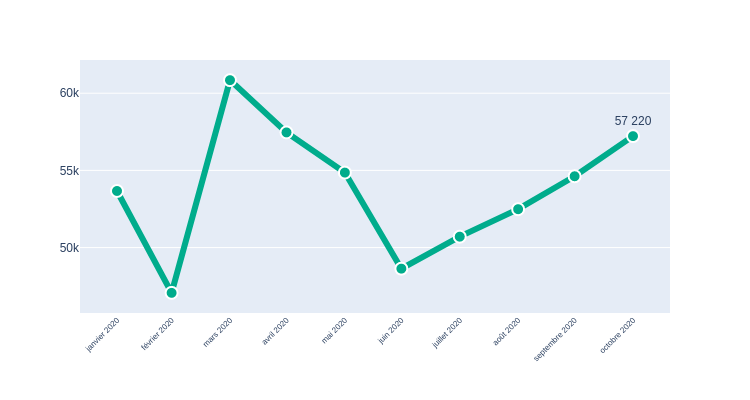 60k
55k
50k
57 220
janvier 2020
février 2020
mars 2020
avril 2020
mai 2020
juin 2020
juillet 2020
août 2020
septembre 2020
octobre 2020